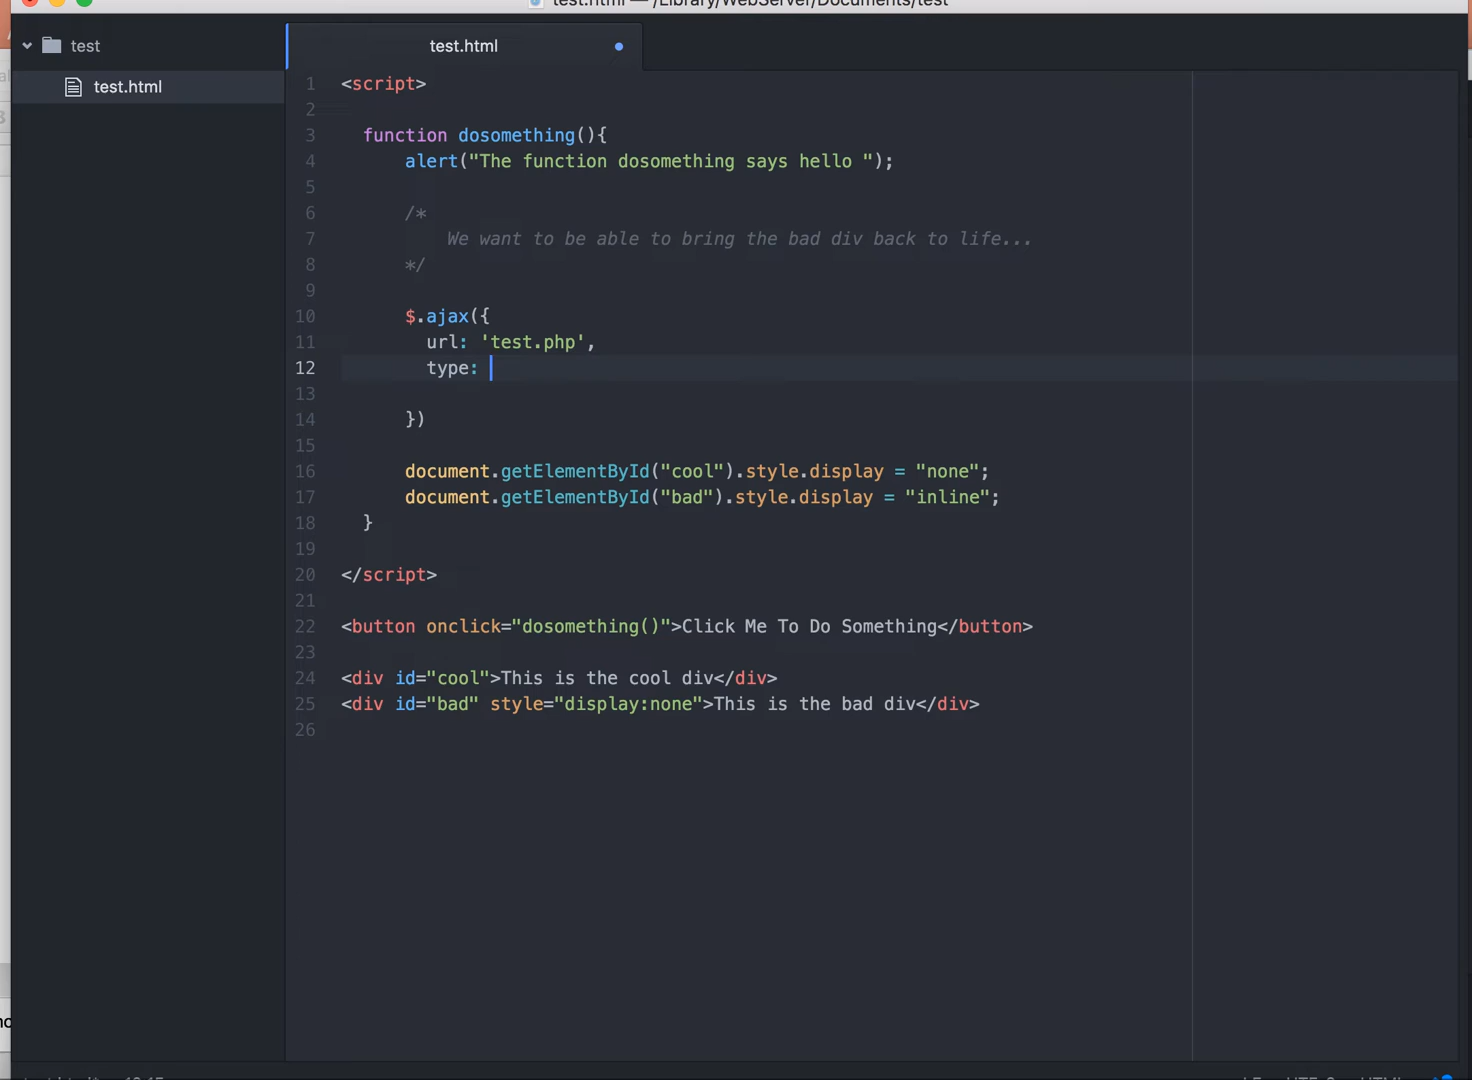 test.html — /Library/WebServer/Documents/test
test
test.html
test.html
1 <script>
2
3 function dosomething(){
4 alert("The function dosomething says hello ");
5
6 /*
7 We want to be able to bring the bad div back to life...
8 */
9
10 $.ajax({
11 url: 'test.php',
12 type:
13
14 })
15
16 document.getElementById("cool").style.display = "none";
17 document.getElementById("bad").style.display = "inline";
18 }
19
20 </script>
21
22 <button onclick="dosomething()">Click Me To Do Something</button>
23
24 <div id="cool">This is the cool div</div>
25 <div id="bad" style="display:none">This is the bad div</div>
26